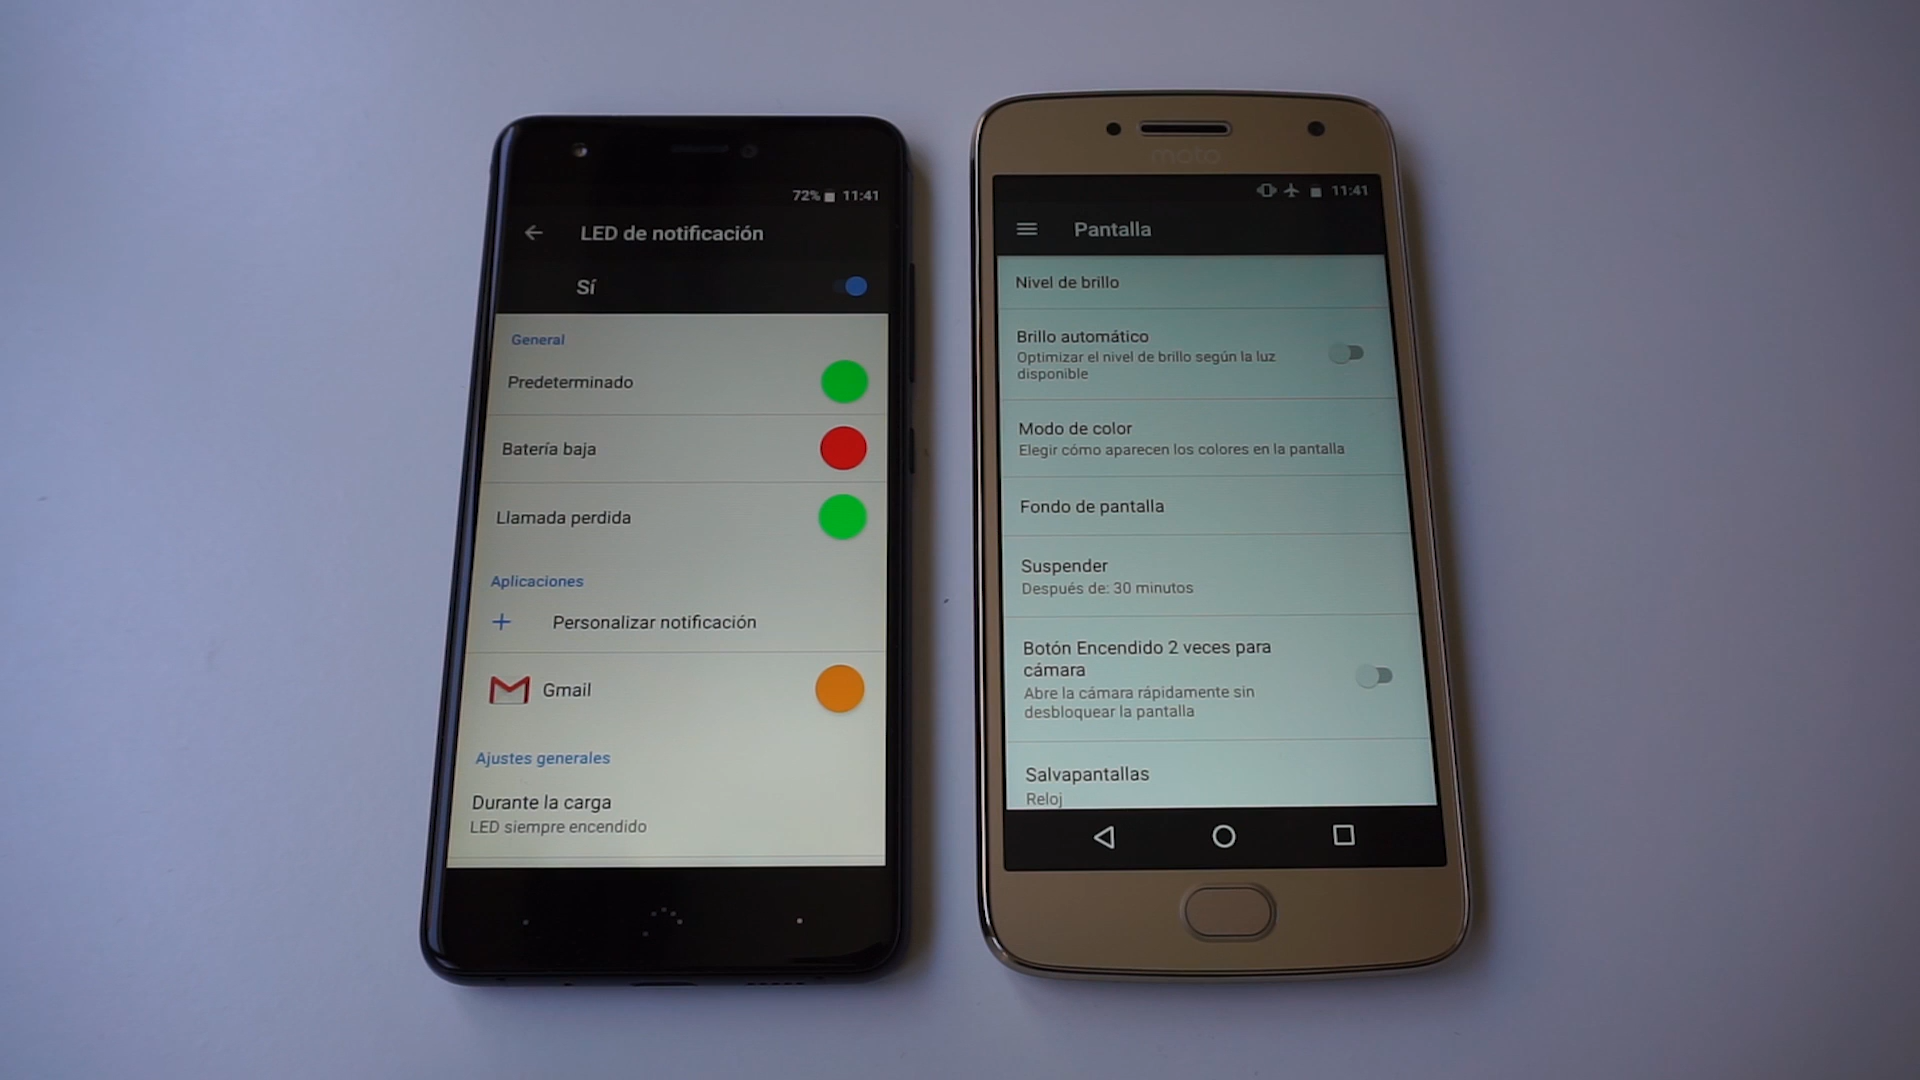 72% 11:41
LED de notificación
Sí
General
Predeterminado
Batería baja
Llamada perdida
Aplicaciones
+ Personalizar notificación
Gmail
Ajustes generales
Durante la carga
LED siempre encendido
moto
11:41
Pantalla
Nivel de brillo
Brillo automático
Optimizar el nivel de brillo según la luz
disponible
Modo de color
Elegir cómo aparecen los colores en la pantalla
Fondo de pantalla
Suspender
Después de: 30 minutos
Botón Encendido 2 veces para
cámara
Abre la cámara rápidamente sin
desbloquear la pantalla
Salvapantallas
Reloj